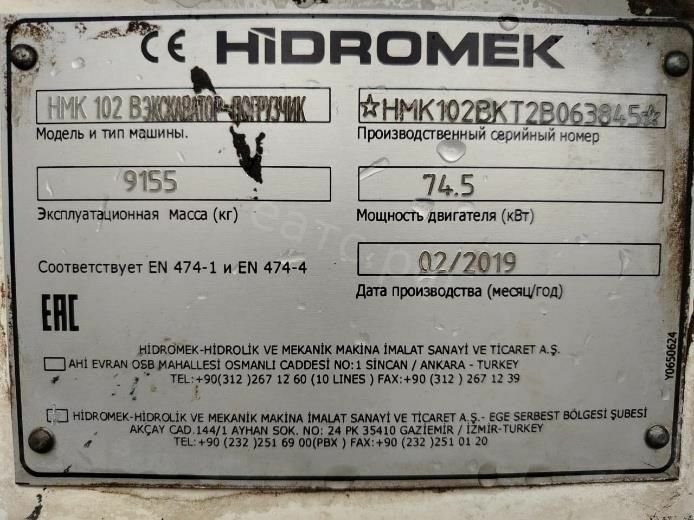 CE HİDROMEK
HMK 102 B ЭКСКАВАТОР-ПОГРУЗЧИК
☆HMK102BKT2B063845☆
Модель и тип машины.
Производственный серийный номер
9155
74.5
Эксплуатационная Масса (кг)
Мощность двигателя (кВт)
Соответствует EN 474-1 и EN 474-4
02/2019
Дата производства (месяц/год)
EAC
HİDROMEK-HİDROLİK VE MEKANİK MAKİNA İMALAT SANAYİ VE TİCARET A.Ş.
AHİ EVRAN OSB MAHALLESİ OSMANLI CADDESİ NO:1 SİNCAN / ANKARA - TURKEY
TEL:+90(312 )267 12 60 (10 LINES ) FAX:+90 (312 ) 267 12 39
HİDROMEK-HİDROLİK VE MEKANİK MAKİNA İMALAT SANAYİ VE TİCARET A.Ş.- EGE SERBEST BÖLGESİ ŞUBESİ
AKÇAY CAD.144/1 AYHAN SOK. NO: 24 PK 35410 GAZİEMİR / İZMİR-TURKEY
TEL:+90 (232 )251 69 00(PBX ) FAX:+90 (232 )251 01 20
Y0650624